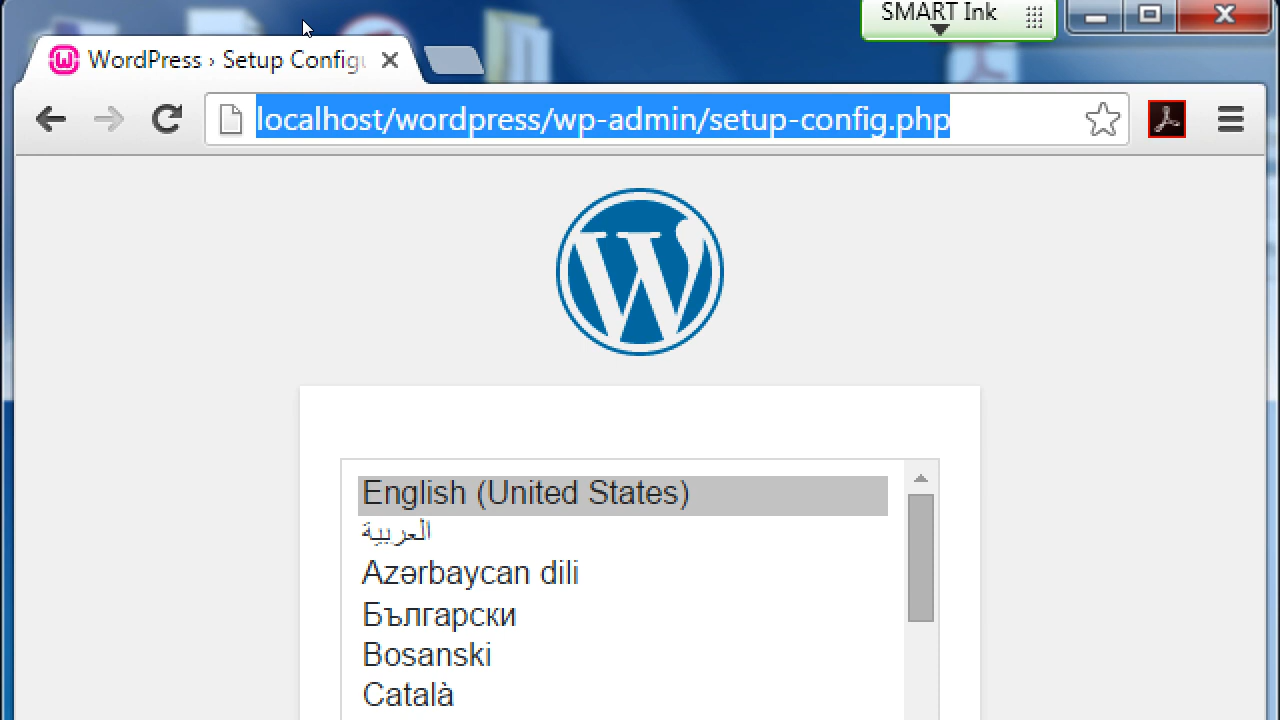 SMART Ink
WordPress › Setup Configu
localhost/wordpress/wp-admin/setup-config.php
English (United States)
العربية
Azərbaycan dili
Български
Bosanski
Català